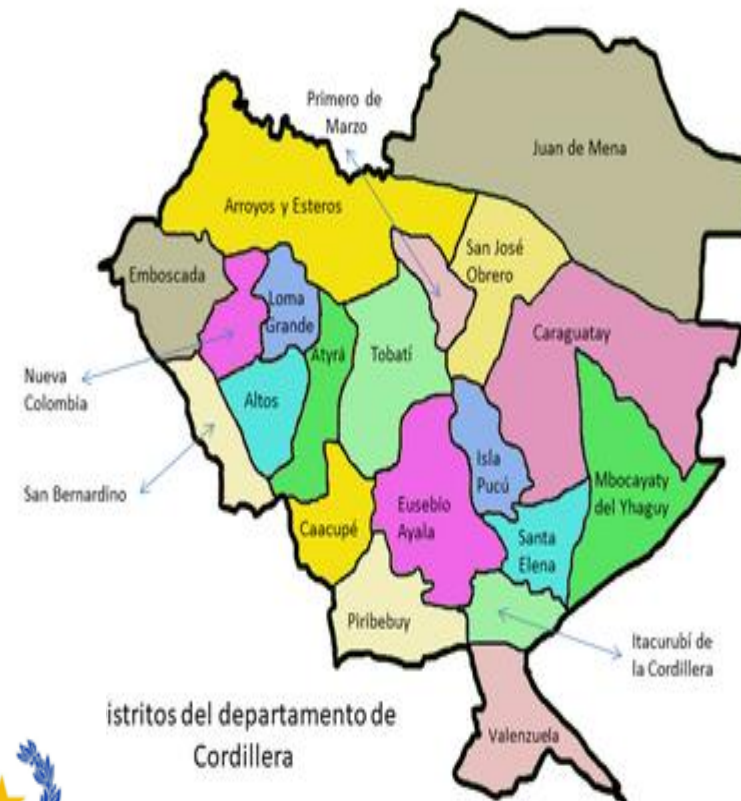 Primero de
Marzo
Juan de Mena
Arroyos y Esteros
San José
Obrero
Emboscada
Loma
Grande
Caraguatay
Atyrá
Tobatí
Nueva
Colombia
Altos
Isla
Pucú
Mbocayaty
del Yhaguy
San Bernardino
Eusebio
Ayala
Caacupé
Santa
Elena
Piribebuy
Itacurubí de
la Cordillera
istritos del departamento de
Cordillera
Valenzuela